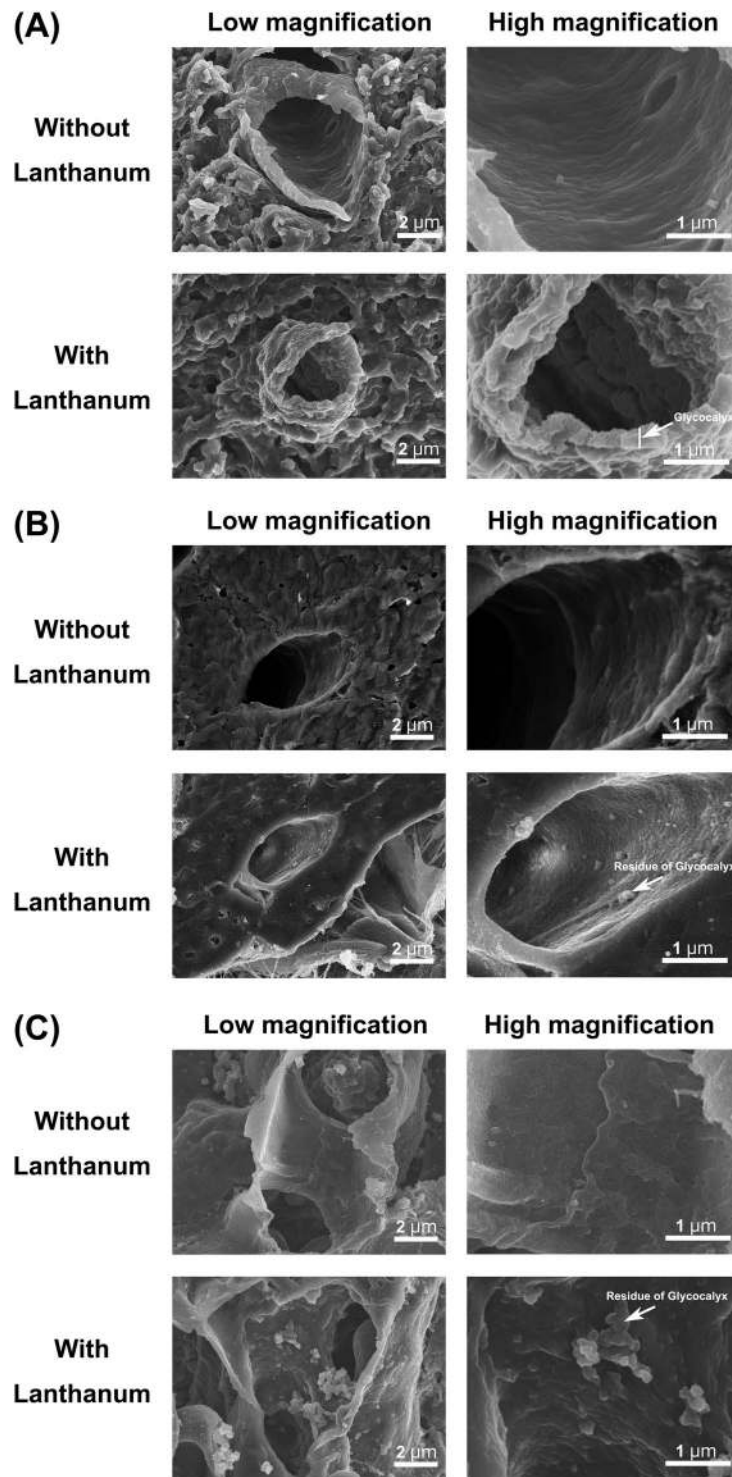 (A)
Low magnification
High magnification
Without
Lanthanum
2 μm
1 μm
With
Lanthanum
2 μm
Glycocalyx
1 μm
(B)
Low magnification
High magnification
Without
Lanthanum
2 μm
1 μm
With
Lanthanum
2 μm
Residue of Glycocalyx
1 μm
(C)
Low magnification
High magnification
Without
Lanthanum
2 μm
1 μm
With
Lanthanum
2 μm
Residue of Glycocalyx
1 μm